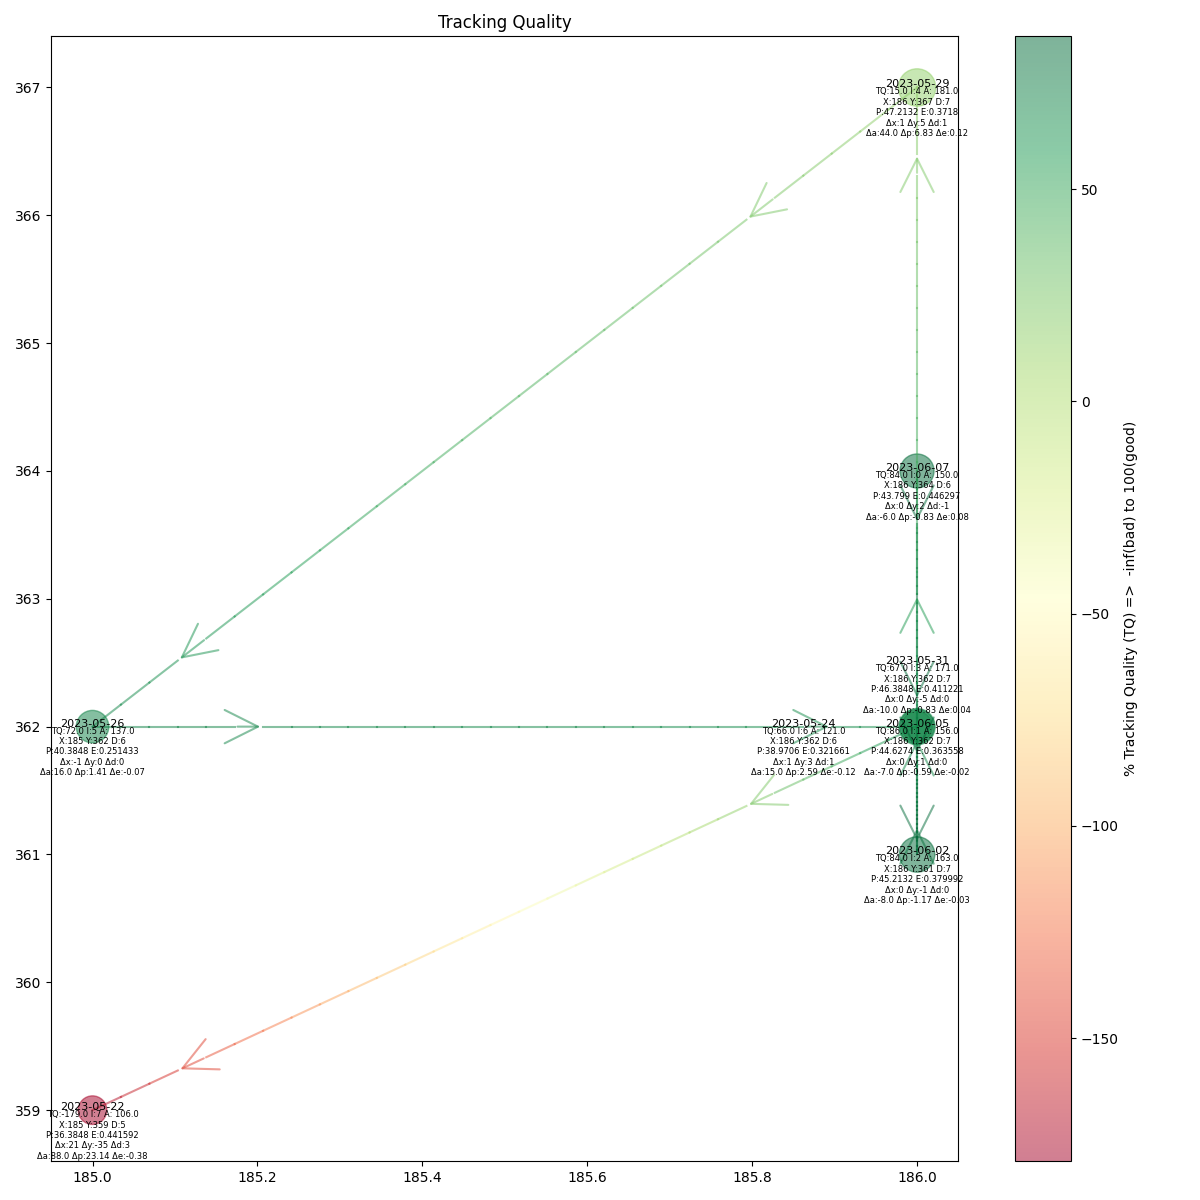 Tracking Quality
367
366
365
364
363
362
361
360
359
185.0
185.2
185.4
185.6
185.8
186.0
2023-05-29
TQ:15.0 I:4 A: 181.0
X:186 Y:367 D:7
P:47.2132 E:0.3718
Δx:1 Δy:5 Δd:1
Δa:44.0 Δp:6.83 Δe:0.12
2023-06-07
TQ:84.0 I:0 A: 150.0
X:186 Y:364 D:6
P:43.799 E:0.446297
Δx:0 Δy:2 Δd:-1
Δa:-6.0 Δp:-0.83 Δe:0.08
2023-05-31
TQ:67.0 I:3 A: 171.0
X:186 Y:362 D:7
P:46.3848 E:0.411221
Δx:0 Δy:-5 Δd:0
Δa:-10.0 Δp:-0.83 Δe:0.04
2023-05-26
TQ:72.0 I:5 A: 137.0
X:185 Y:362 D:6
P:40.3848 E:0.251433
Δx:-1 Δy:0 Δd:0
Δa:16.0 Δp:1.41 Δe:-0.07
2023-05-24
TQ:66.0 I:6 A: 121.0
X:186 Y:362 D:6
P:38.9706 E:0.321661
Δx:1 Δy:3 Δd:1
Δa:15.0 Δp:2.59 Δe:-0.12
2023-06-05
TQ:86.0 I:1 A: 156.0
X:186 Y:362 D:7
P:44.6274 E:0.363558
Δx:0 Δy:1 Δd:0
Δa:-7.0 Δp:-0.59 Δe:-0.02
2023-06-02
TQ:84.0 I:2 A: 163.0
X:186 Y:361 D:7
P:45.2132 E:0.379992
Δx:0 Δy:-1 Δd:0
Δa:-8.0 Δp:-1.17 Δe:-0.03
2023-05-22
TQ:-179.0 I:7 A: 106.0
X:185 Y:359 D:5
P:36.3848 E:0.441592
Δx:21 Δy:-35 Δd:3
Δa:88.0 Δp:23.14 Δe:-0.38
50
0
−50
−100
−150
% Tracking Quality (TQ) => -inf(bad) to 100(good)